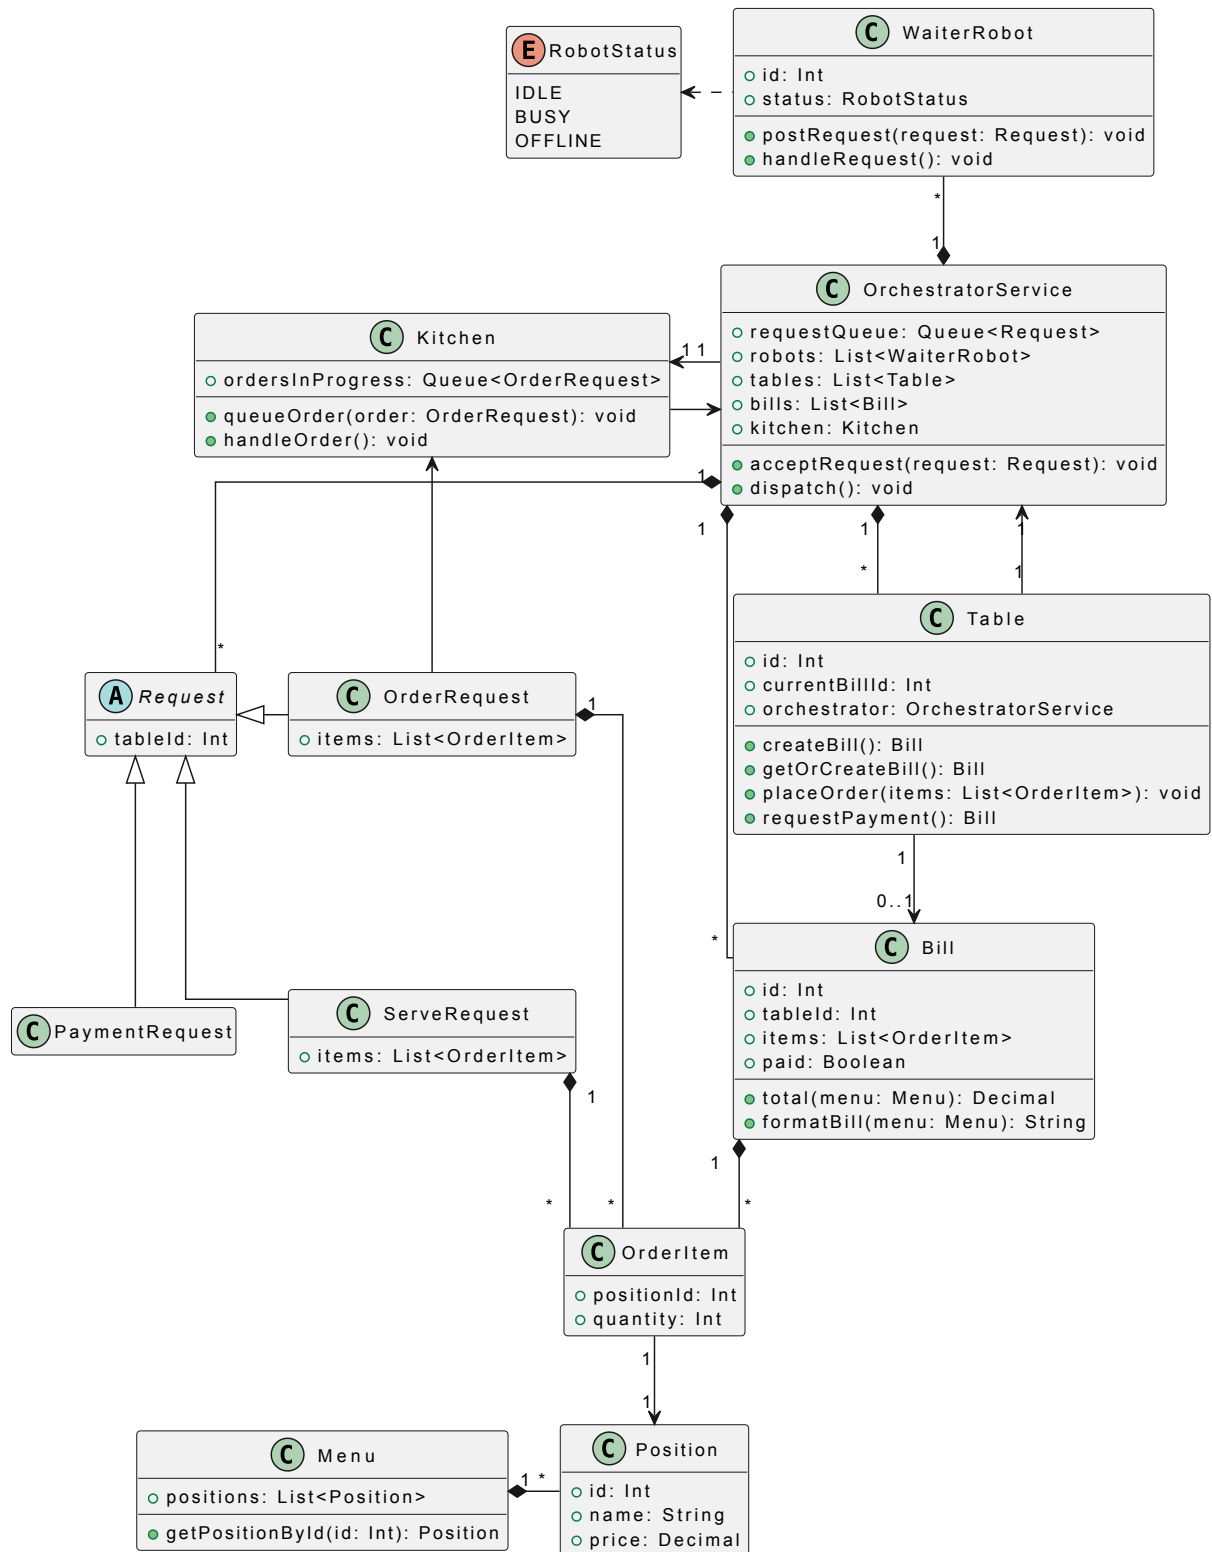 C WaiterRobot
id: Int
status: RobotStatus
postRequest(request: Request): void
handleRequest(): void
E RobotStatus
IDLE
BUSY
OFFLINE
*
1
C OrchestratorService
requestQueue: Queue<Request>
robots: List<WaiterRobot>
tables: List<Table>
bills: List<Bill>
kitchen: Kitchen
acceptRequest(request: Request): void
dispatch(): void
C Kitchen
ordersInProgress: Queue<OrderRequest>
queueOrder(order: OrderRequest): void
handleOrder(): void
1 1
1
1
1
1
*
1
*
C Table
id: Int
currentBillId: Int
orchestrator: OrchestratorService
createBill(): Bill
getOrCreateBill(): Bill
placeOrder(items: List<OrderItem>): void
requestPayment(): Bill
A Request
tableId: Int
C OrderRequest
items: List<OrderItem>
1
1
0..1
*
C Bill
id: Int
tableId: Int
items: List<OrderItem>
paid: Boolean
total(menu: Menu): Decimal
formatBill(menu: Menu): String
C PaymentRequest
C ServeRequest
items: List<OrderItem>
1
1
*
*
*
C OrderItem
positionId: Int
quantity: Int
1
1
C Menu
positions: List<Position>
getPositionById(id: Int): Position
1 *
C Position
id: Int
name: String
price: Decimal